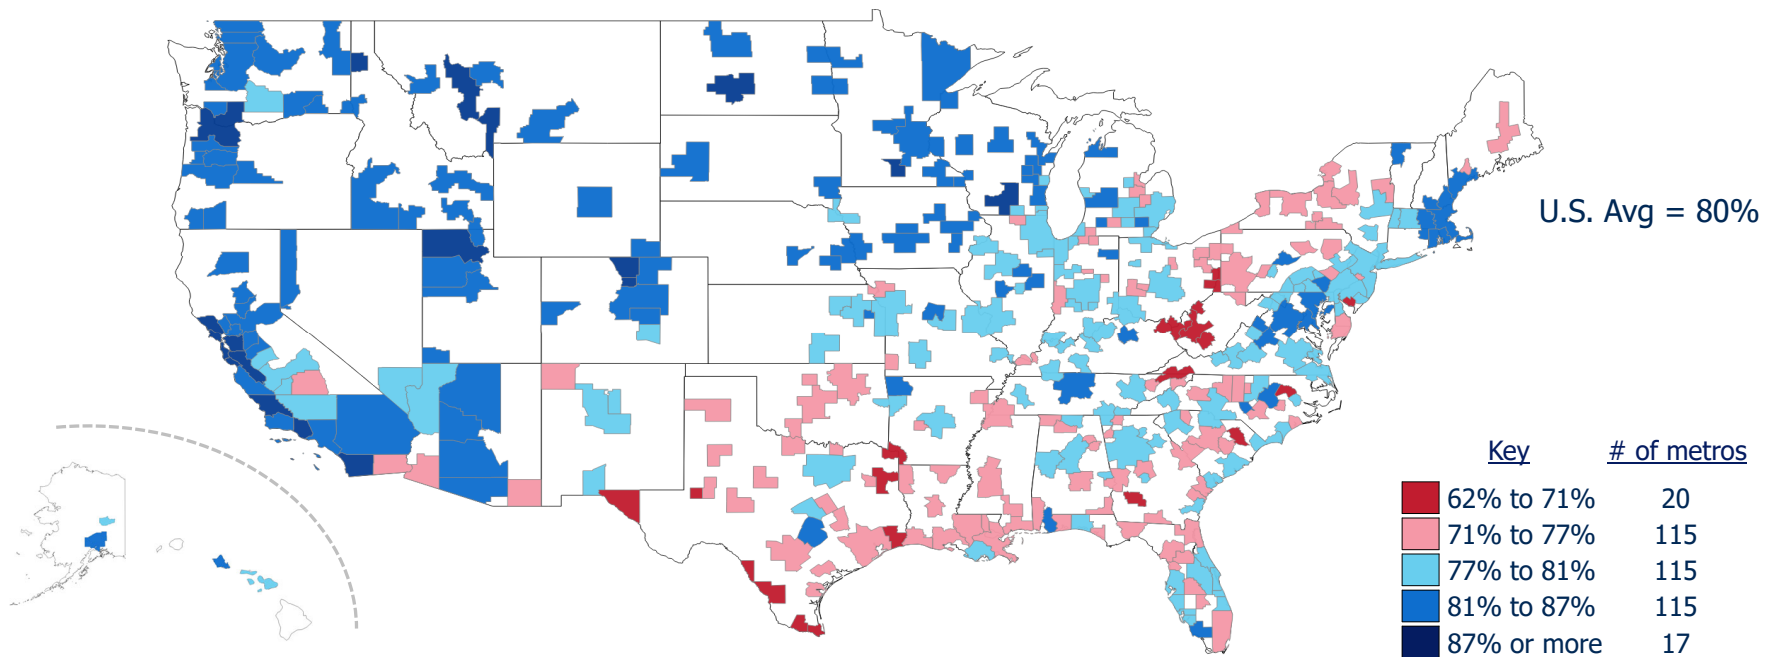 U.S. Avg = 80%
Key # of metros
62% to 71% 20
71% to 77% 115
77% to 81% 115
81% to 87% 115
87% or more 17